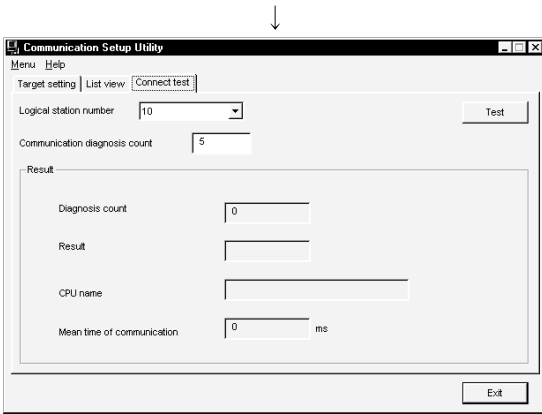 ↓
Communication Setup Utility
Menu Help
Target setting List view Connect test
Logical station number 10 Test
Communication diagnosis count 5
Result
Diagnosis count 0
Result
CPU name
Mean time of communication 0 ms
Exit